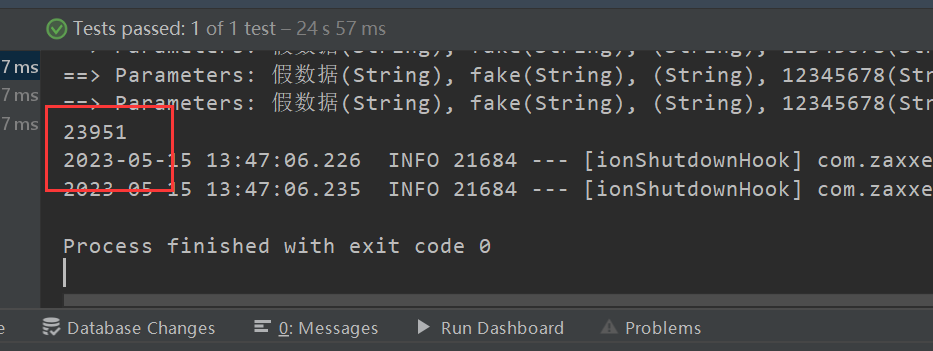 Tests passed: 1 of 1 test – 24 s 57 ms
7 ms
==> Parameters: 假数据(String), fake(String), (String), 12345678(Str
7 ms
==> Parameters: 假数据(String), fake(String), (String), 12345678(Str
7 ms
==> Parameters: 假数据(String), fake(String), (String), 12345678(Str
23951
2023-05-15 13:47:06.226  INFO 21684 --- [ionShutdownHook] com.zaxxe
2023-05-15 13:47:06.235  INFO 21684 --- [ionShutdownHook] com.zaxxe
Process finished with exit code 0
e Database Changes 0: Messages Run Dashboard Problems